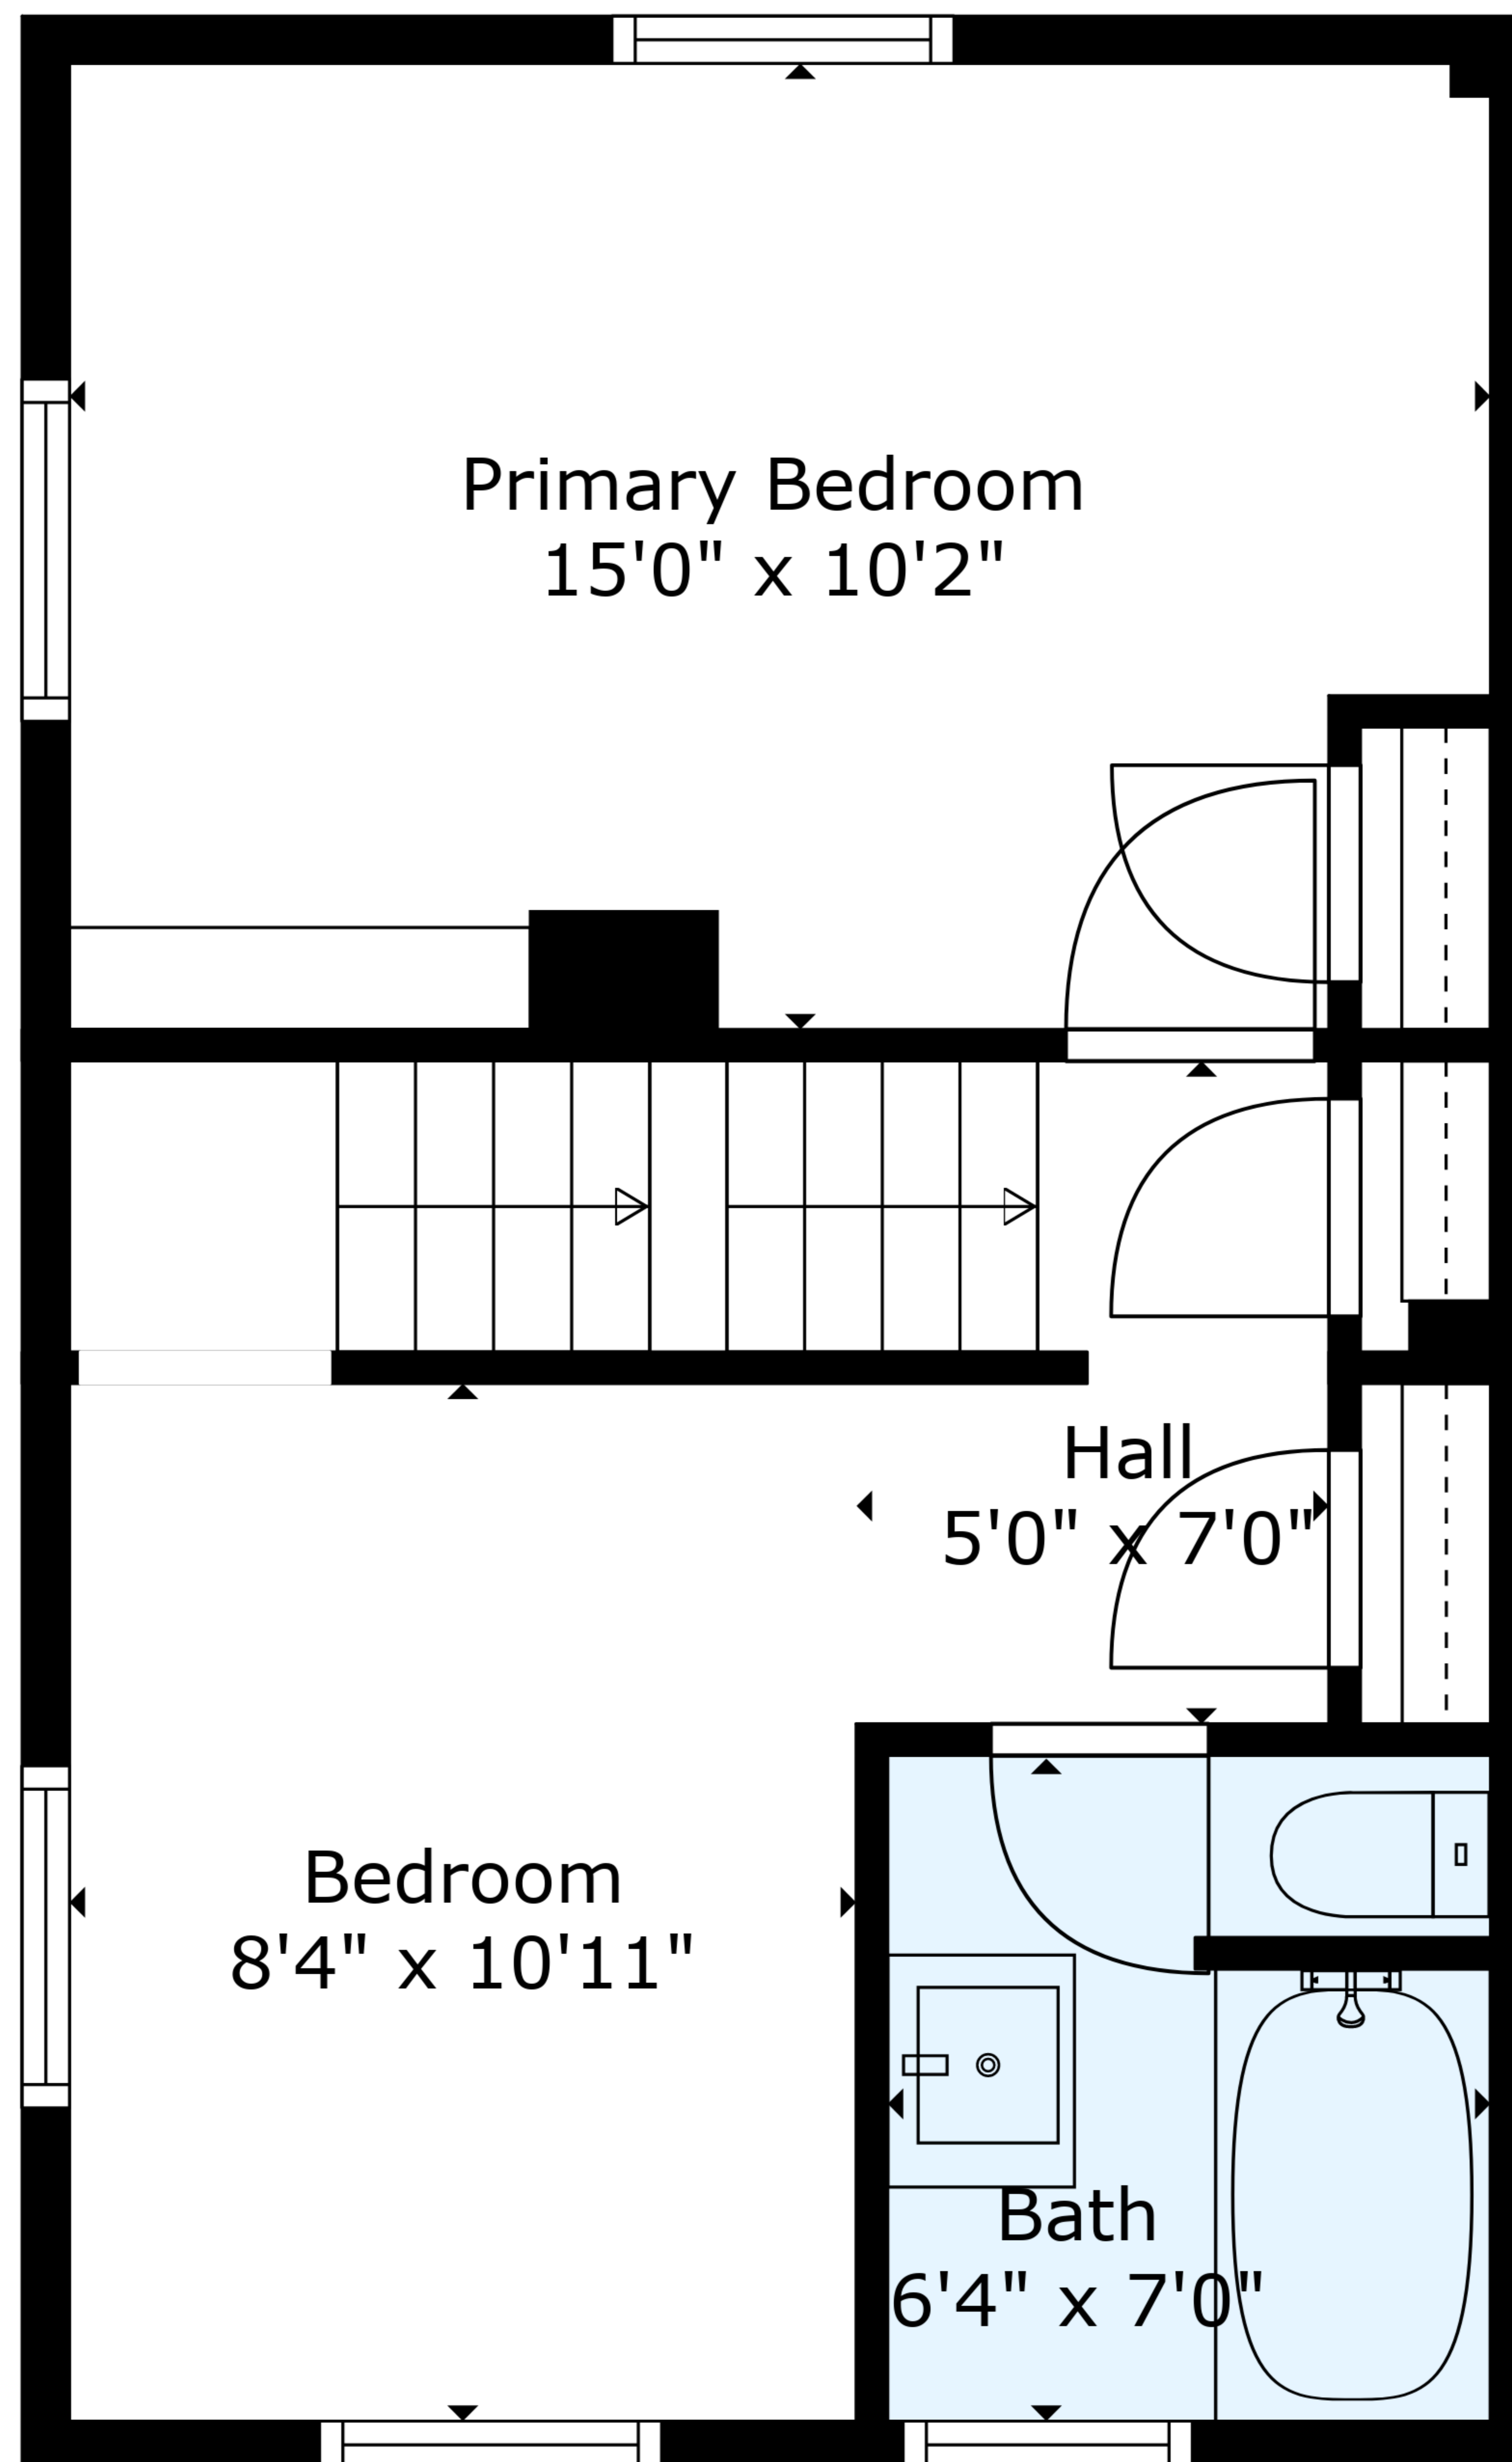 Primary Bedroom
15'0" x 10'2"
Hall
5'0" x 7'0"
Bedroom
8'4" x 10'11"
Bath
6'4" x 7'0"